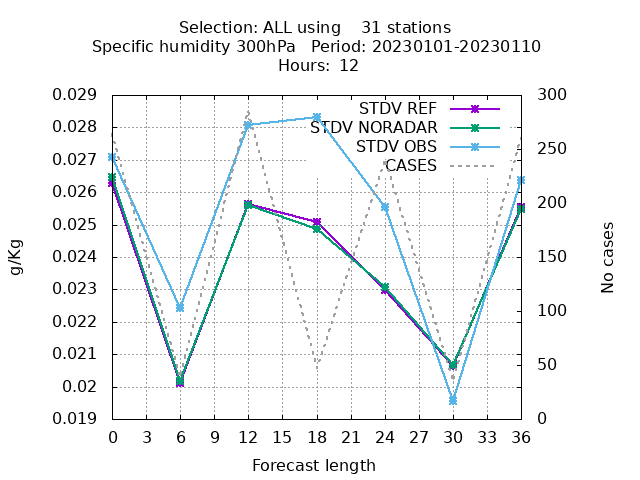 Selection: ALL using    31 stations
Specific humidity 300hPa   Period: 20230101-20230110
Hours: 12
0.029
0.028
0.027
0.026
0.025
0.024
0.023
0.022
0.021
0.02
0.019
g/Kg
STDV REF
STDV NORADAR
STDV OBS
CASES
300
250
200
150
100
50
0
No cases
0 3 6 9 12 15 18 21 24 27 30 33 36
Forecast length